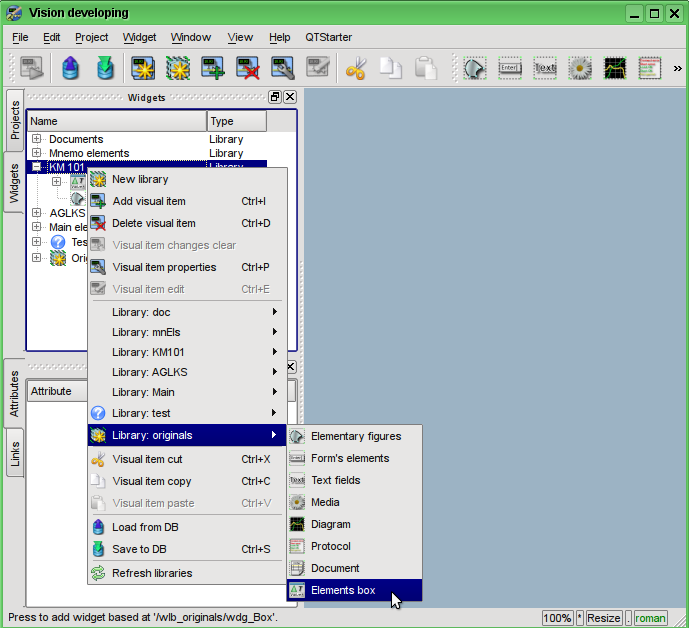 Vision developing
File Edit Project Widget Window View Help QTStarter
Enter| Text »
Widgets
Projects
Widgets
Attributes
Links
Name Type
Documents Library
Mnemo elements Library
KM 101 Library
AGLKS
Main ele
Tes
Ori
Attribute
New library
Add visual item Ctrl+I
Delete visual item Ctrl+D
Visual item changes clear
Visual item properties Ctrl+P
Visual item edit Ctrl+E
Library: doc
Library: mnEls
Library: KM101
Library: AGLKS
Library: Main
Library: test
Library: originals
Visual item cut Ctrl+X
Visual item copy Ctrl+C
Visual item paste Ctrl+V
Load from DB
Save to DB Ctrl+S
Refresh libraries
Elementary figures
Form's elements
Text fields
Media
Diagram
Protocol
Document
Elements box
Press to add widget based at '/wlb_originals/wdg_Box'. 100% * Resize . roman